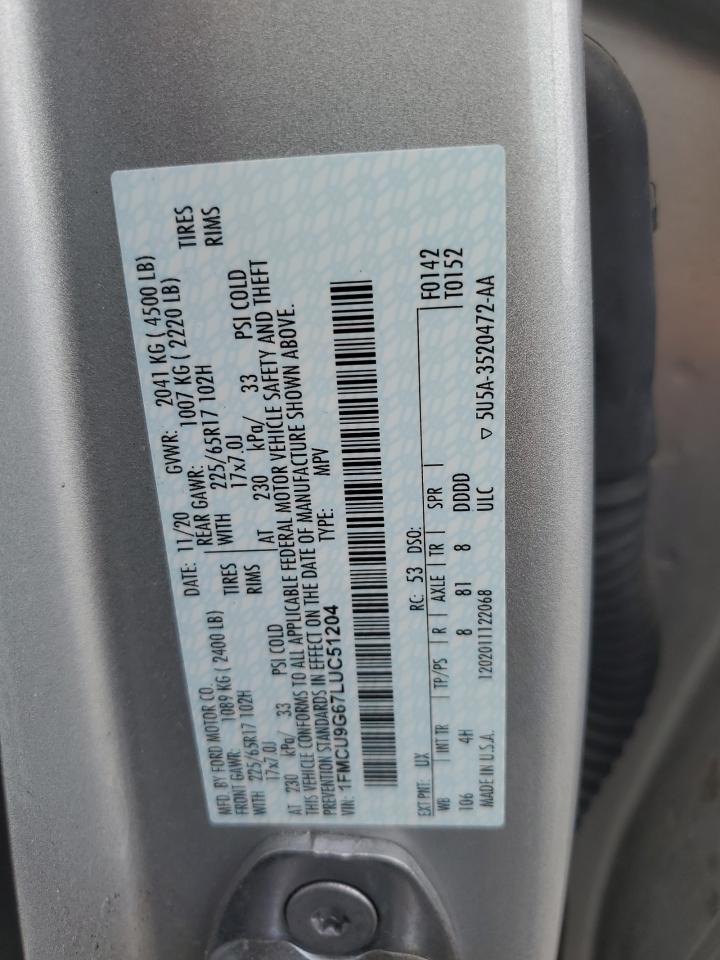 MFD. BY FORD MOTOR CO.
DATE: 11/20 GVWR: 2041 KG ( 4500 LB)
FRONT GAWR: 1089 KG ( 2400 LB) REAR GAWR: 1007 KG ( 2220 LB)
WITH 225/65R17 102H TIRES WITH 225/65R17 102H TIRES
17x7.0J RIMS 17x7.0J RIMS
AT 230 kPa/ 33 PSI COLD AT 230 kPa/ 33 PSI COLD
THIS VEHICLE CONFORMS TO ALL APPLICABLE FEDERAL MOTOR VEHICLE SAFETY AND THEFT
PREVENTION STANDARDS IN EFFECT ON THE DATE OF MANUFACTURE SHOWN ABOVE.
VIN: 1FMCU9G67LUC51204 TYPE: MPV
F0142
EXT PNT: UX RC: 53 DSO: T0152
WB INT TR TP/PS R AXLE TR SPR
106 4H 8 81 8 DDDD
MADE IN U.S.A. 12020111122068 ULC ▽ 5U5A-3520472-AA